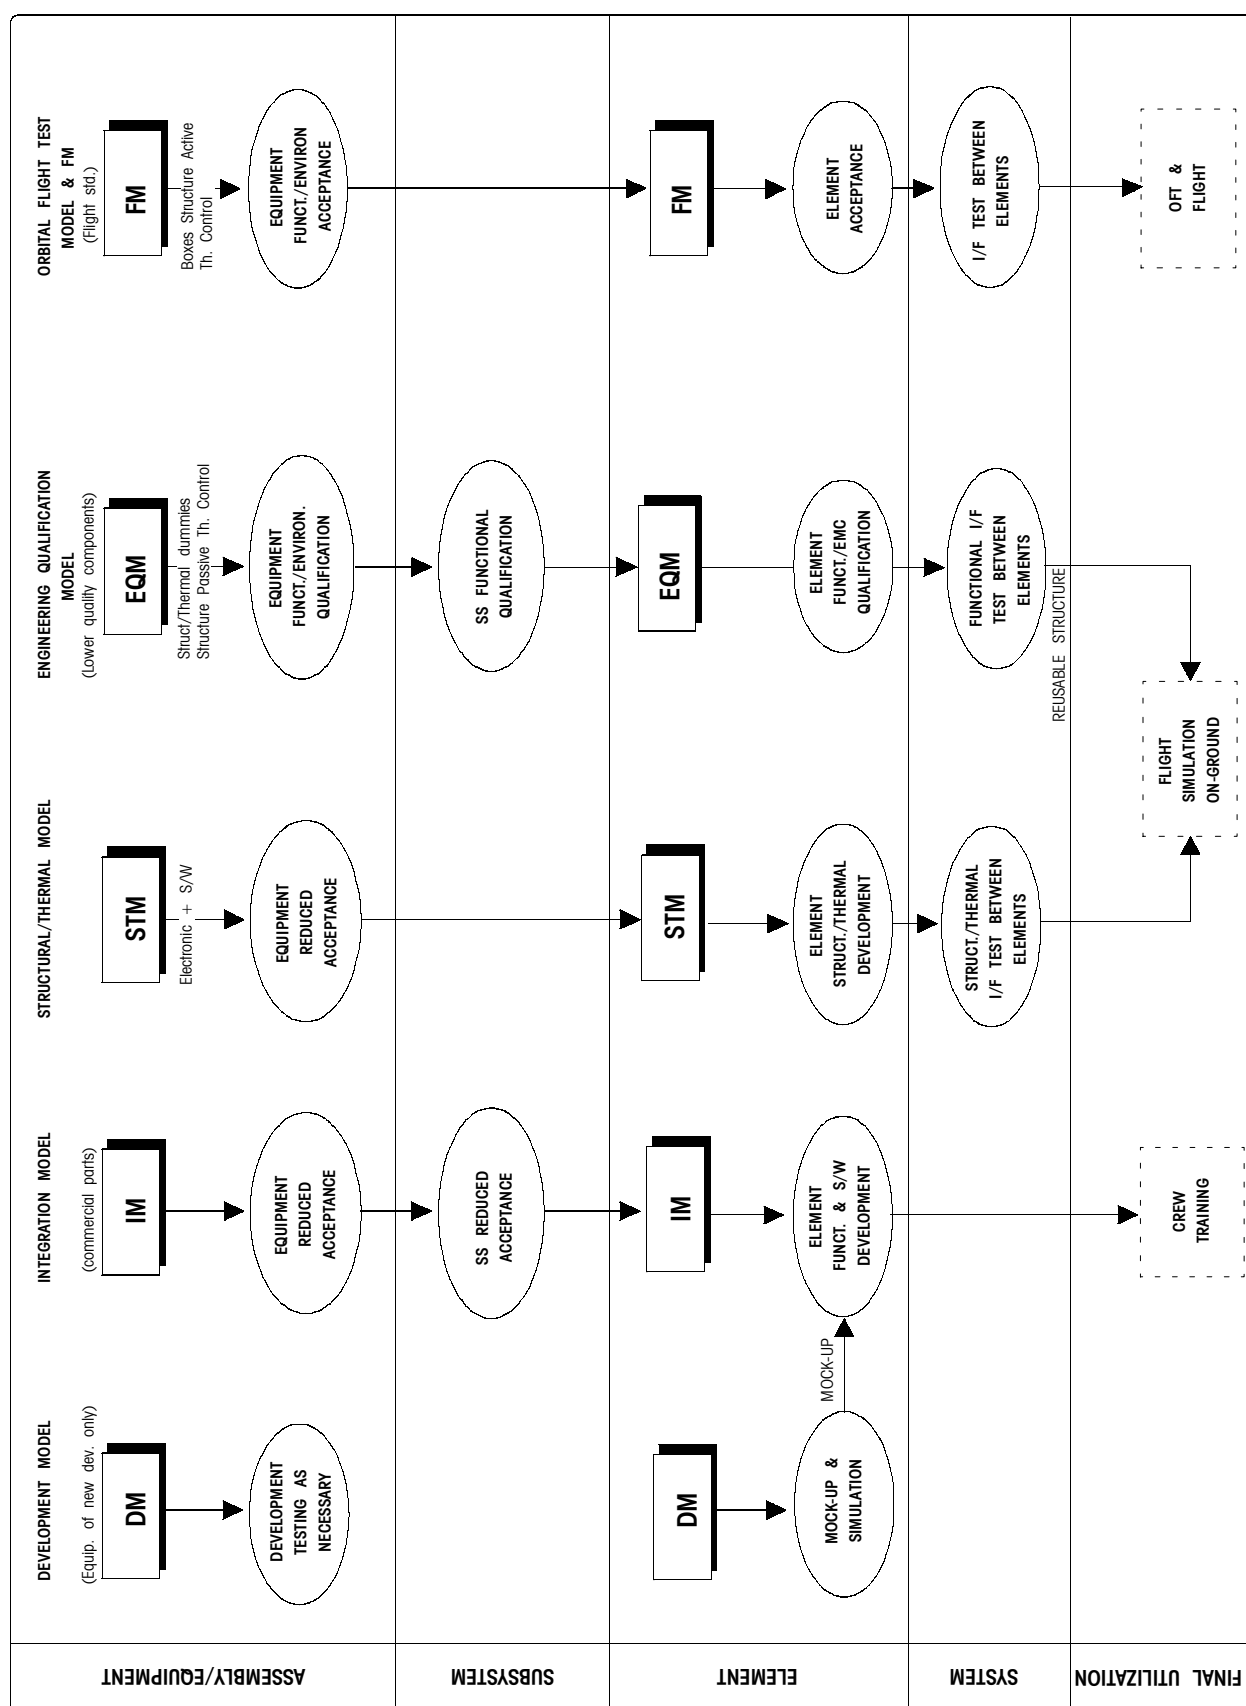 DEVELOPMENT MODEL
(Equip. of new dev. only)
INTEGRATION MODEL
(commercial parts)
STRUCTURAL/THERMAL MODEL
ENGINEERING QUALIFICATION
MODEL
(Lower quality components)
ORBITAL FLIGHT TEST
MODEL & FM
(Flight std.)
ASSEMBLY/EQUIPMENT
DM
IM
STM
EQM
FM
Electronic + S/W
Struct/Thermal dummies
Structure Passive Th. Control
Boxes Structure Active
Th. Control
DEVELOPMENT
TESTING AS
NECESSARY
EQUIPMENT
REDUCED
ACCEPTANCE
EQUIPMENT
REDUCED
ACCEPTANCE
EQUIPMENT
FUNCT./ENVIRON.
QUALIFICATION
EQUIPMENT
FUNCT./ENVIRON
ACCEPTANCE
SUBSYSTEM
SS REDUCED
ACCEPTANCE
SS FUNCTIONAL
QUALIFICATION
ELEMENT
DM
IM
STM
EQM
FM
MOCK-UP &
SIMULATION
MOCK-UP
ELEMENT
FUNCT. & S/W
DEVELOPMENT
ELEMENT
STRUCT./THERMAL
DEVELOPMENT
ELEMENT
FUNCT./EMC
QUALIFICATION
ELEMENT
ACCEPTANCE
SYSTEM
STRUCT./THERMAL
I/F TEST BETWEEN
ELEMENTS
FUNCTIONAL I/F
TEST BETWEEN
ELEMENTS
I/F TEST BETWEEN
ELEMENTS
REUSABLE STRUCTURE
FINAL UTILIZATION
CREW
TRAINING
FLIGHT
SIMULATION
ON-GROUND
OFT &
FLIGHT